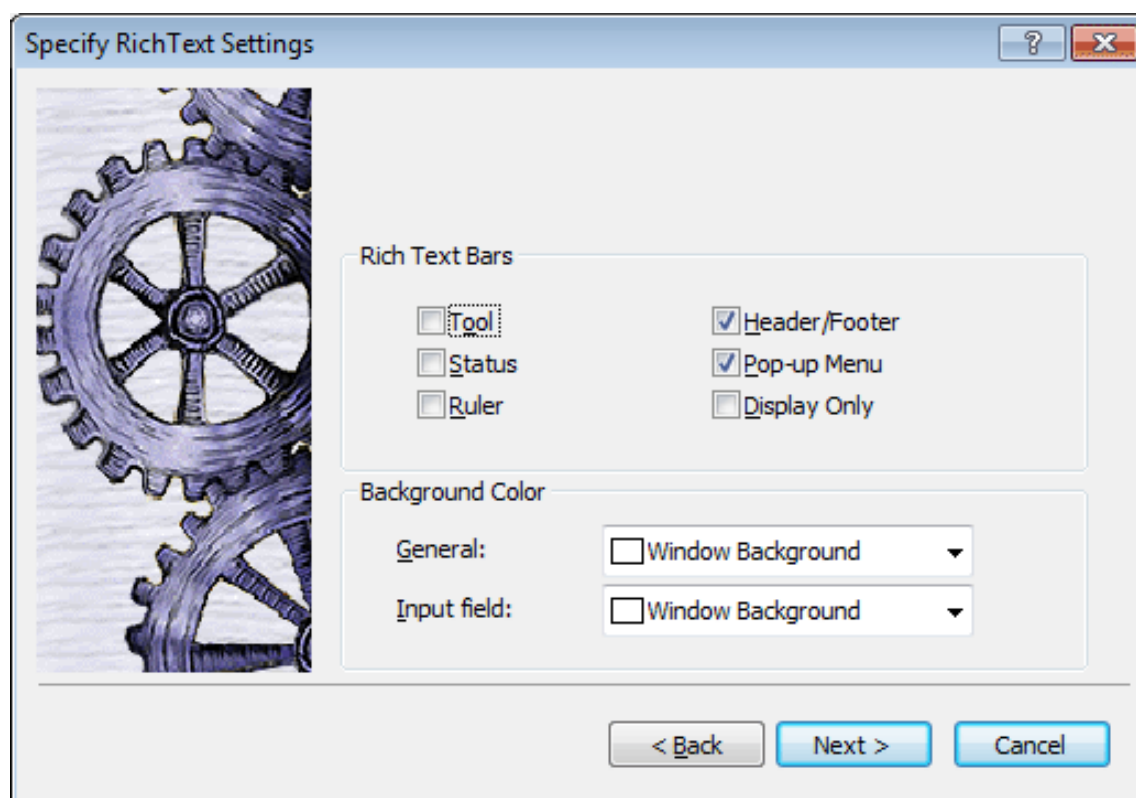 Specify RichText Settings
Rich Text Bars
Tool
Header/Footer
Status
Pop-up Menu
Ruler
Display Only
Background Color
General:
Window Background
Input field:
Window Background
< Back
Next >
Cancel